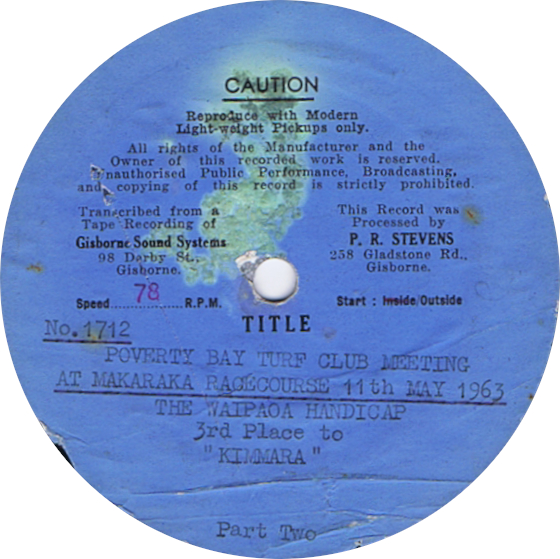 CAUTION
Reproduce with Modern
Light-weight Pickups only.
All rights of the Manufacturer and the
Owner of this recorded work is reserved.
Unauthorised Public Performance, Broadcasting,
and copying of this record is strictly prohibited.
Transcribed from a
Tape Recording of
Gisborne Sound Systems
98 Derby St.,
Gisborne.
This Record was
Processed by
P. R. STEVENS
258 Gladstone Rd.,
Gisborne.
Speed 78 R.P.M.
Start : Inside/Outside
TITLE
No.1712
POVERTY BAY TURF CLUB MEETING
AT MAKARAKA RACECOURSE 11th MAY 1963
THE WAIPAOA HANDICAP
3rd Place to
"KIMMARA"
Part Two